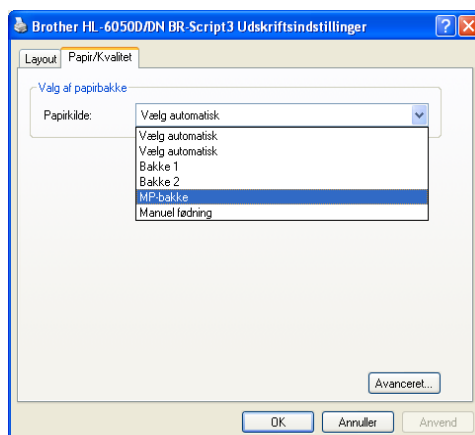 Brother HL-6050D/DN BR-Script3 Udskriftsindstillinger
Layout Papir/Kvalitet
Valg af papirbakke
Papirkilde: Vælg automatisk
Vælg automatisk
Vælg automatisk
Bakke 1
Bakke 2
MP-bakke
Manuel fødning
Avanceret...
OK Annuller Anvend